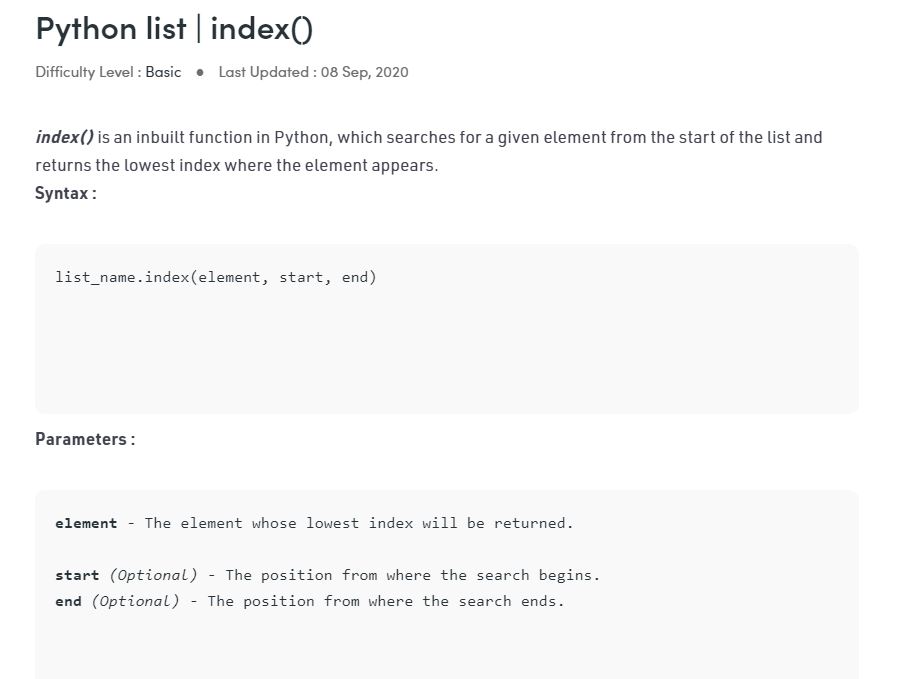 Python list | index()
Difficulty Level : Basic ● Last Updated : 08 Sep, 2020
index() is an inbuilt function in Python, which searches for a given element from the start of the list and
returns the lowest index where the element appears.
Syntax :
list_name.index(element, start, end)
Parameters :
element - The element whose lowest index will be returned.
start (Optional) - The position from where the search begins.
end (Optional) - The position from where the search ends.